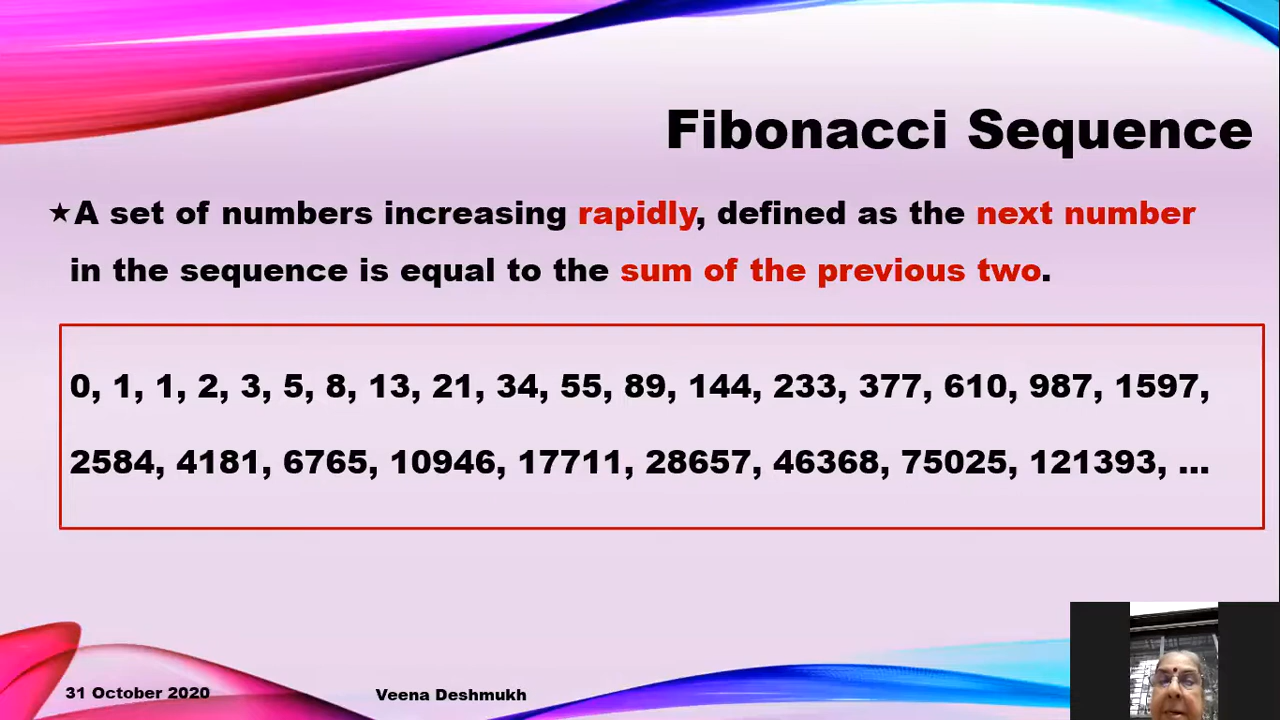 Fibonacci Sequence
★A set of numbers increasing rapidly, defined as the next number
in the sequence is equal to the sum of the previous two.
0, 1, 1, 2, 3, 5, 8, 13, 21, 34, 55, 89, 144, 233, 377, 610, 987, 1597,
2584, 4181, 6765, 10946, 17711, 28657, 46368, 75025, 121393, ...
31 October 2020
Veena Deshmukh